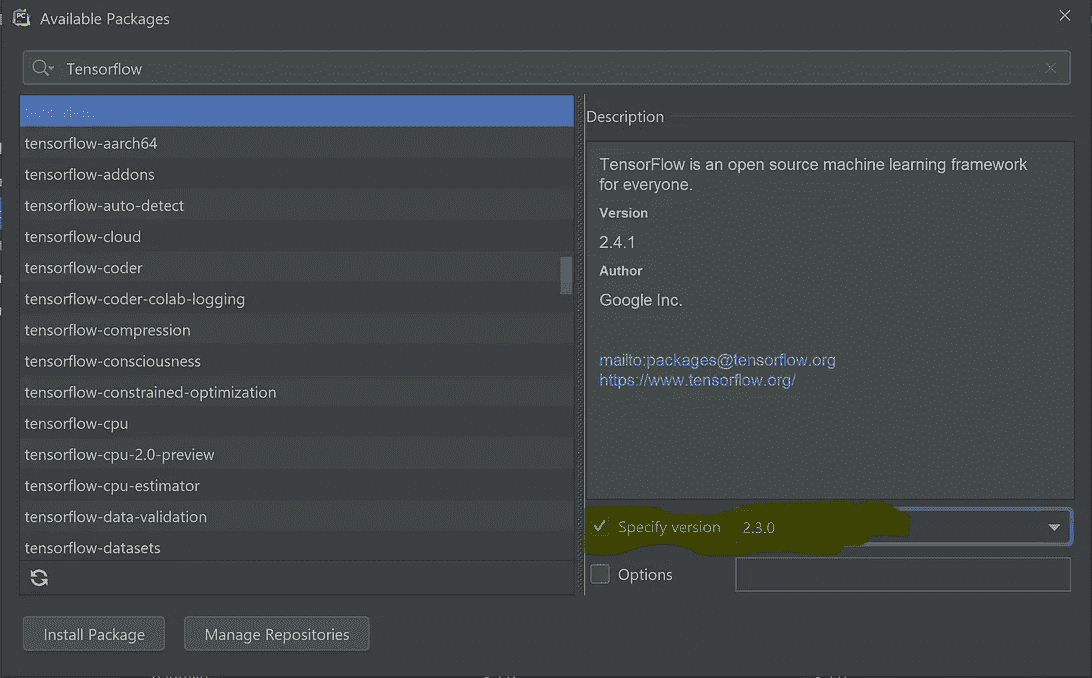 Available Packages
Tensorflow
tensorflow-aarch64
tensorflow-addons
tensorflow-auto-detect
tensorflow-cloud
tensorflow-coder
tensorflow-coder-colab-logging
tensorflow-compression
tensorflow-consciousness
tensorflow-constrained-optimization
tensorflow-cpu
tensorflow-cpu-2.0-preview
tensorflow-cpu-estimator
tensorflow-data-validation
tensorflow-datasets
Description
TensorFlow is an open source machine learning framework
for everyone.
Version
2.4.1
Author
Google Inc.
mailto:packages@tensorflow.org
https://www.tensorflow.org/
Specify version 2.3.0
Options
Install Package Manage Repositories